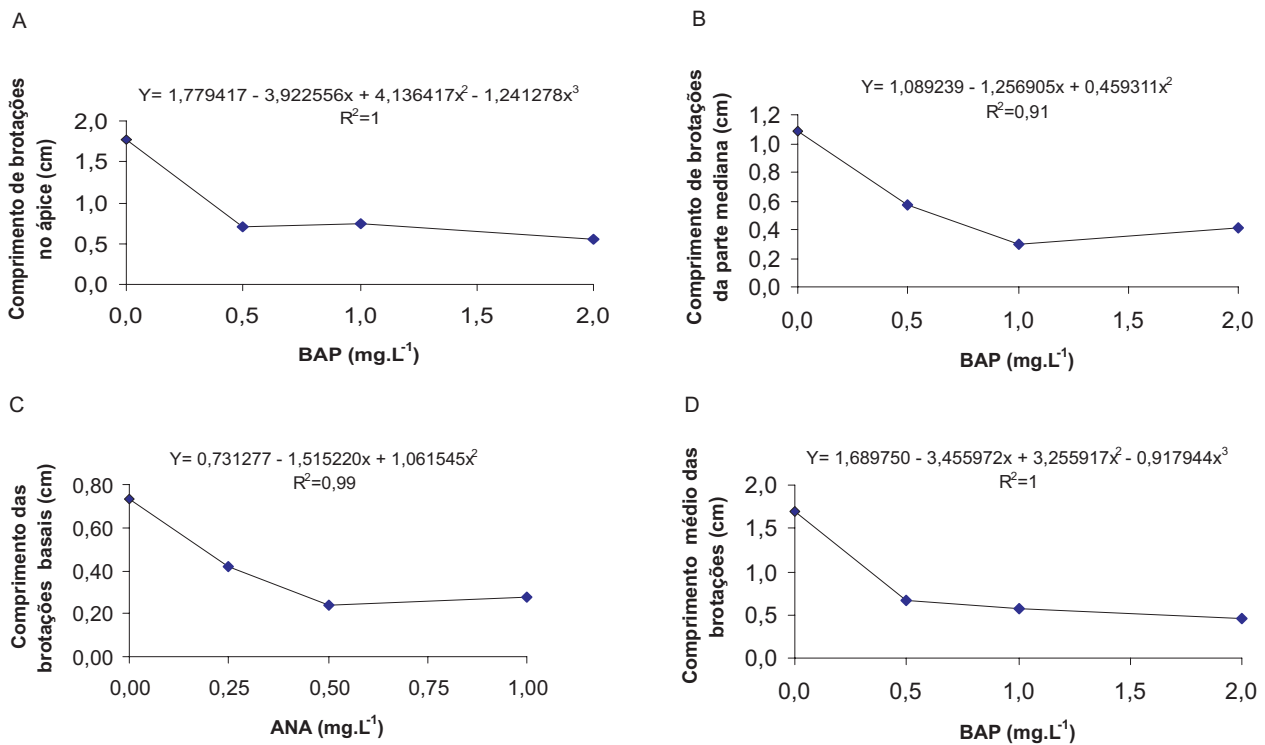 A
Y= 1,779417 - 3,922556x + 4,136417x² - 1,241278x³
R²=1
Comprimento de brotações
no ápice (cm)
2,0
1,5
1,0
0,5
0,0
0,0 0,5 1,0 1,5 2,0
BAP (mg.L⁻¹)
B
Y= 1,089239 - 1,256905x + 0,459311x²
R²=0,91
Comprimento de brotações
da parte mediana (cm)
1,2
1,0
0,8
0,6
0,4
0,2
0,0
0,0 0,5 1,0 1,5 2,0
BAP (mg.L⁻¹)
C
Y= 0,731277 - 1,515220x + 1,061545x²
R²=0,99
Comprimento das
brotações basais (cm)
0,80
0,60
0,40
0,20
0,00
0,00 0,25 0,50 0,75 1,00
ANA (mg.L⁻¹)
D
Y= 1,689750 - 3,455972x + 3,255917x² - 0,917944x³
R²=1
Comprimento médio das
brotações (cm)
2,0
1,5
1,0
0,5
0,0
0,0 0,5 1,0 1,5 2,0
BAP (mg.L⁻¹)